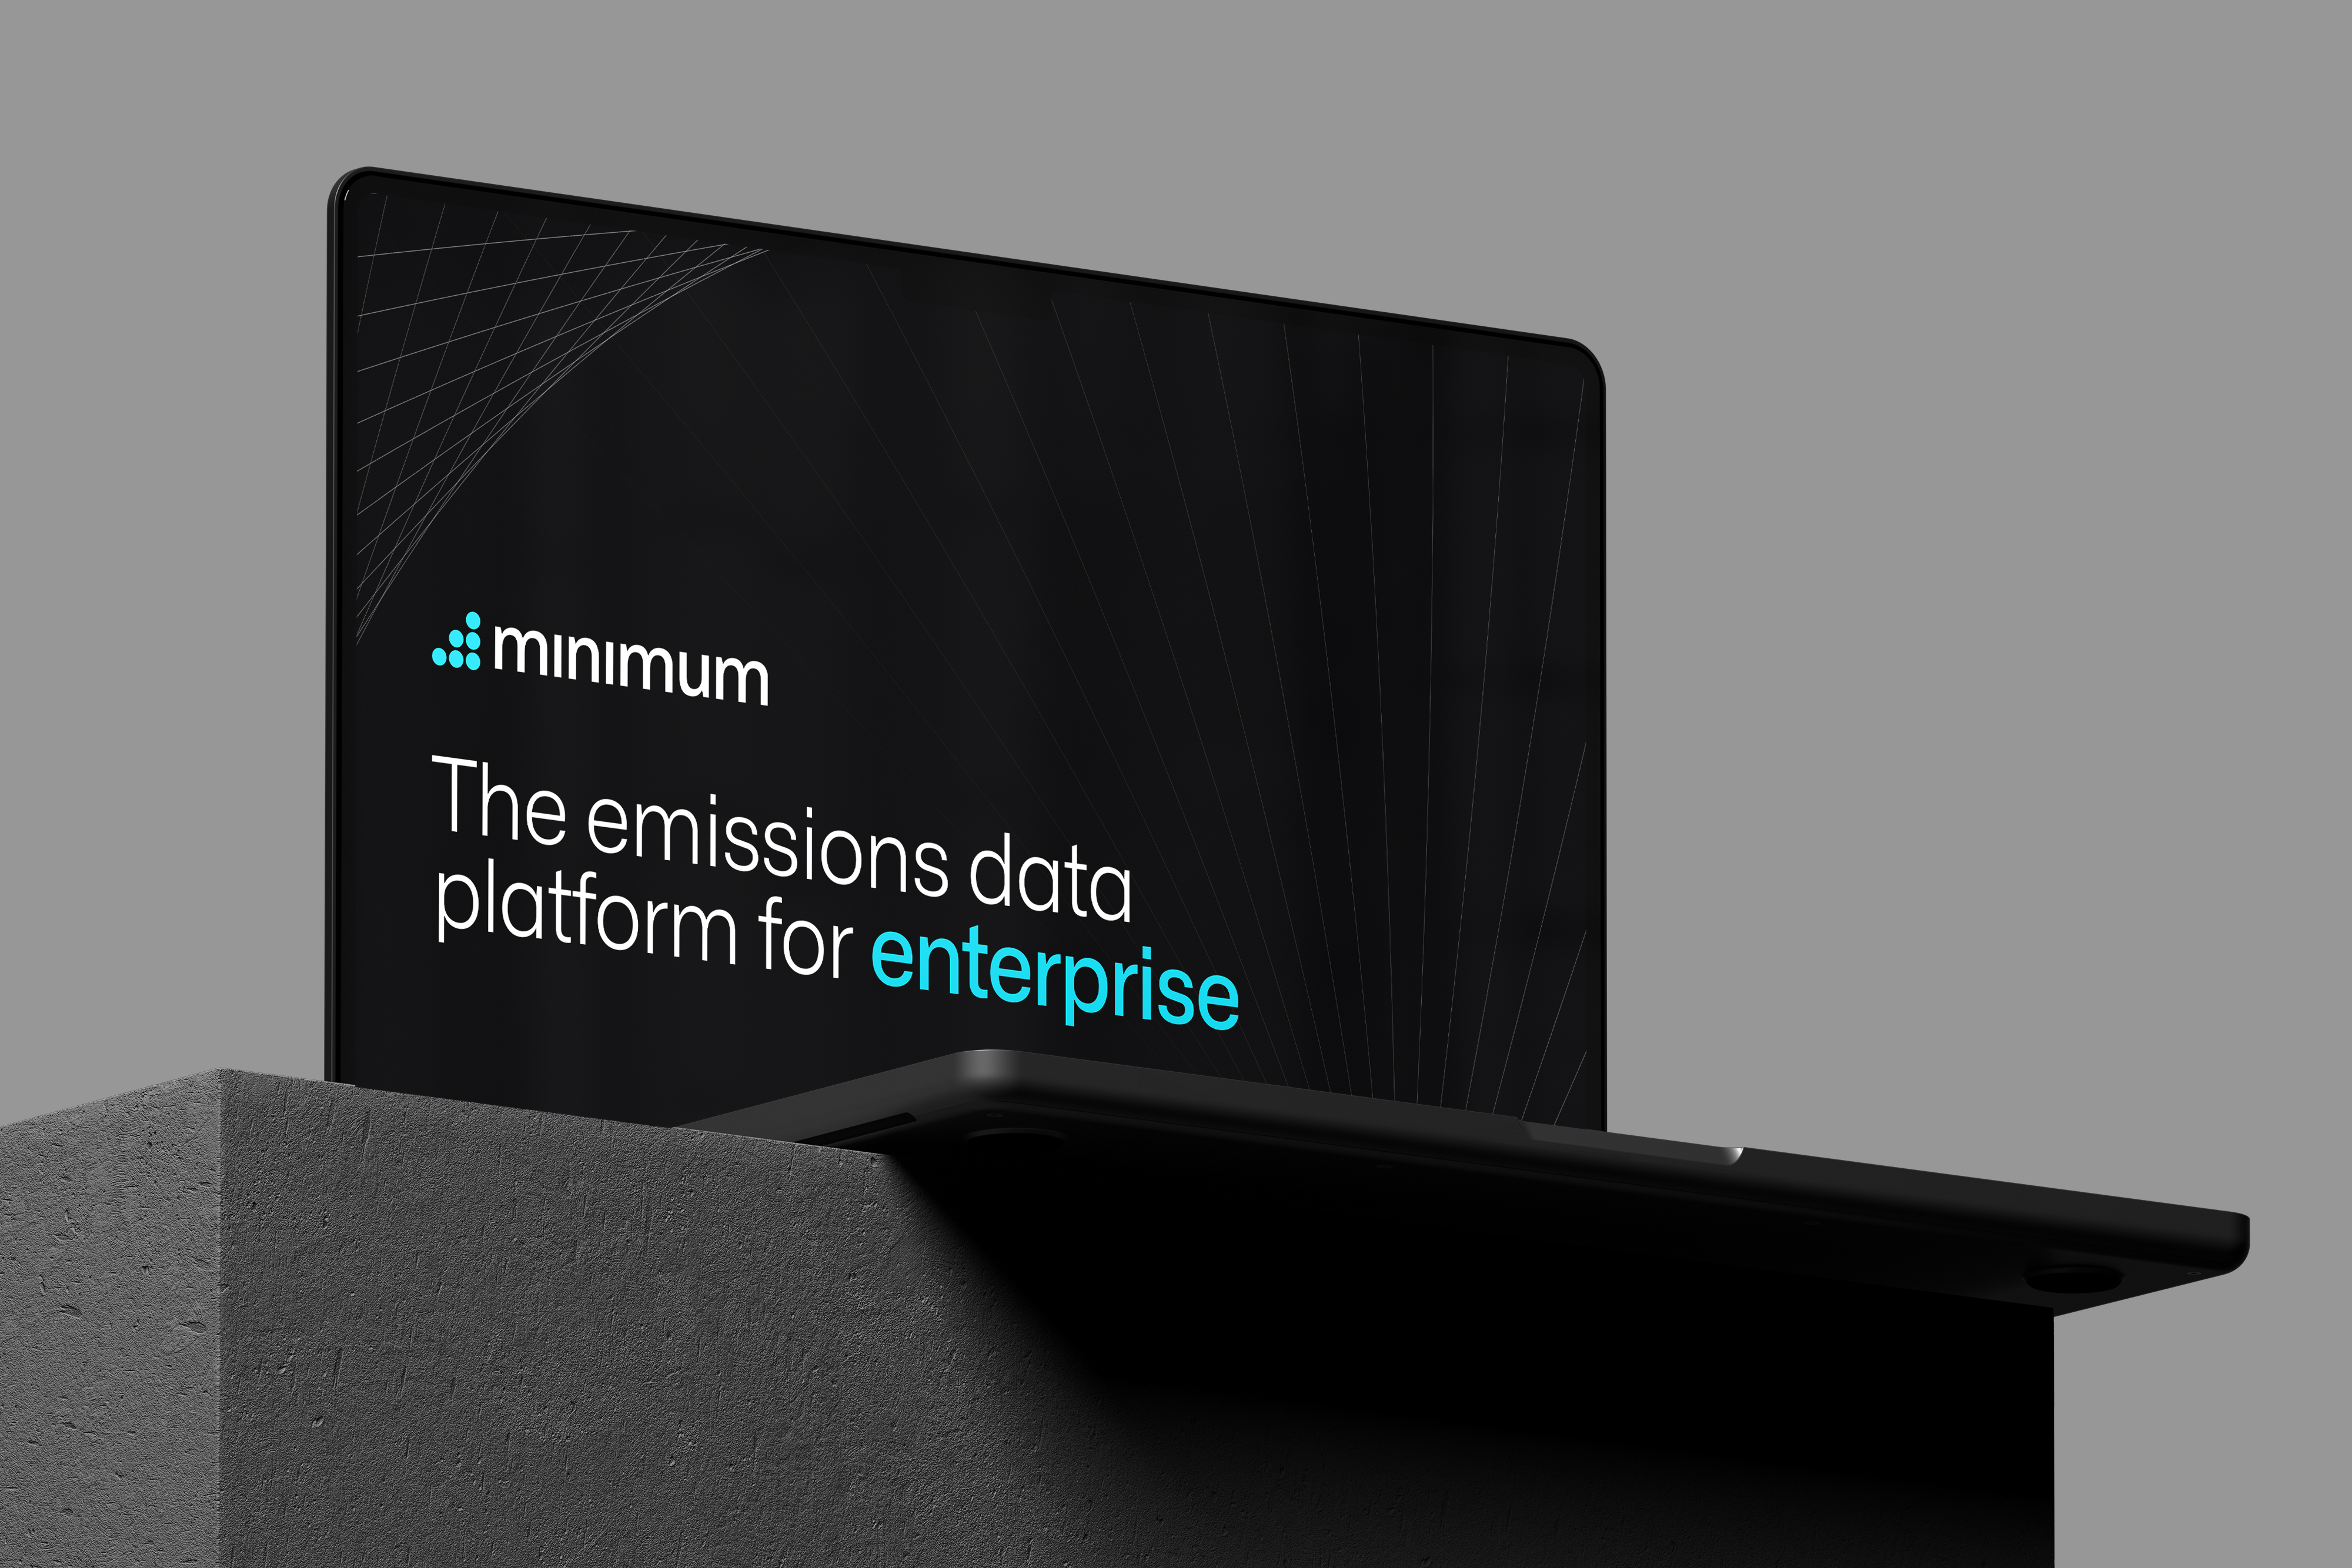 minimum
The emissions data
platform for enterprise